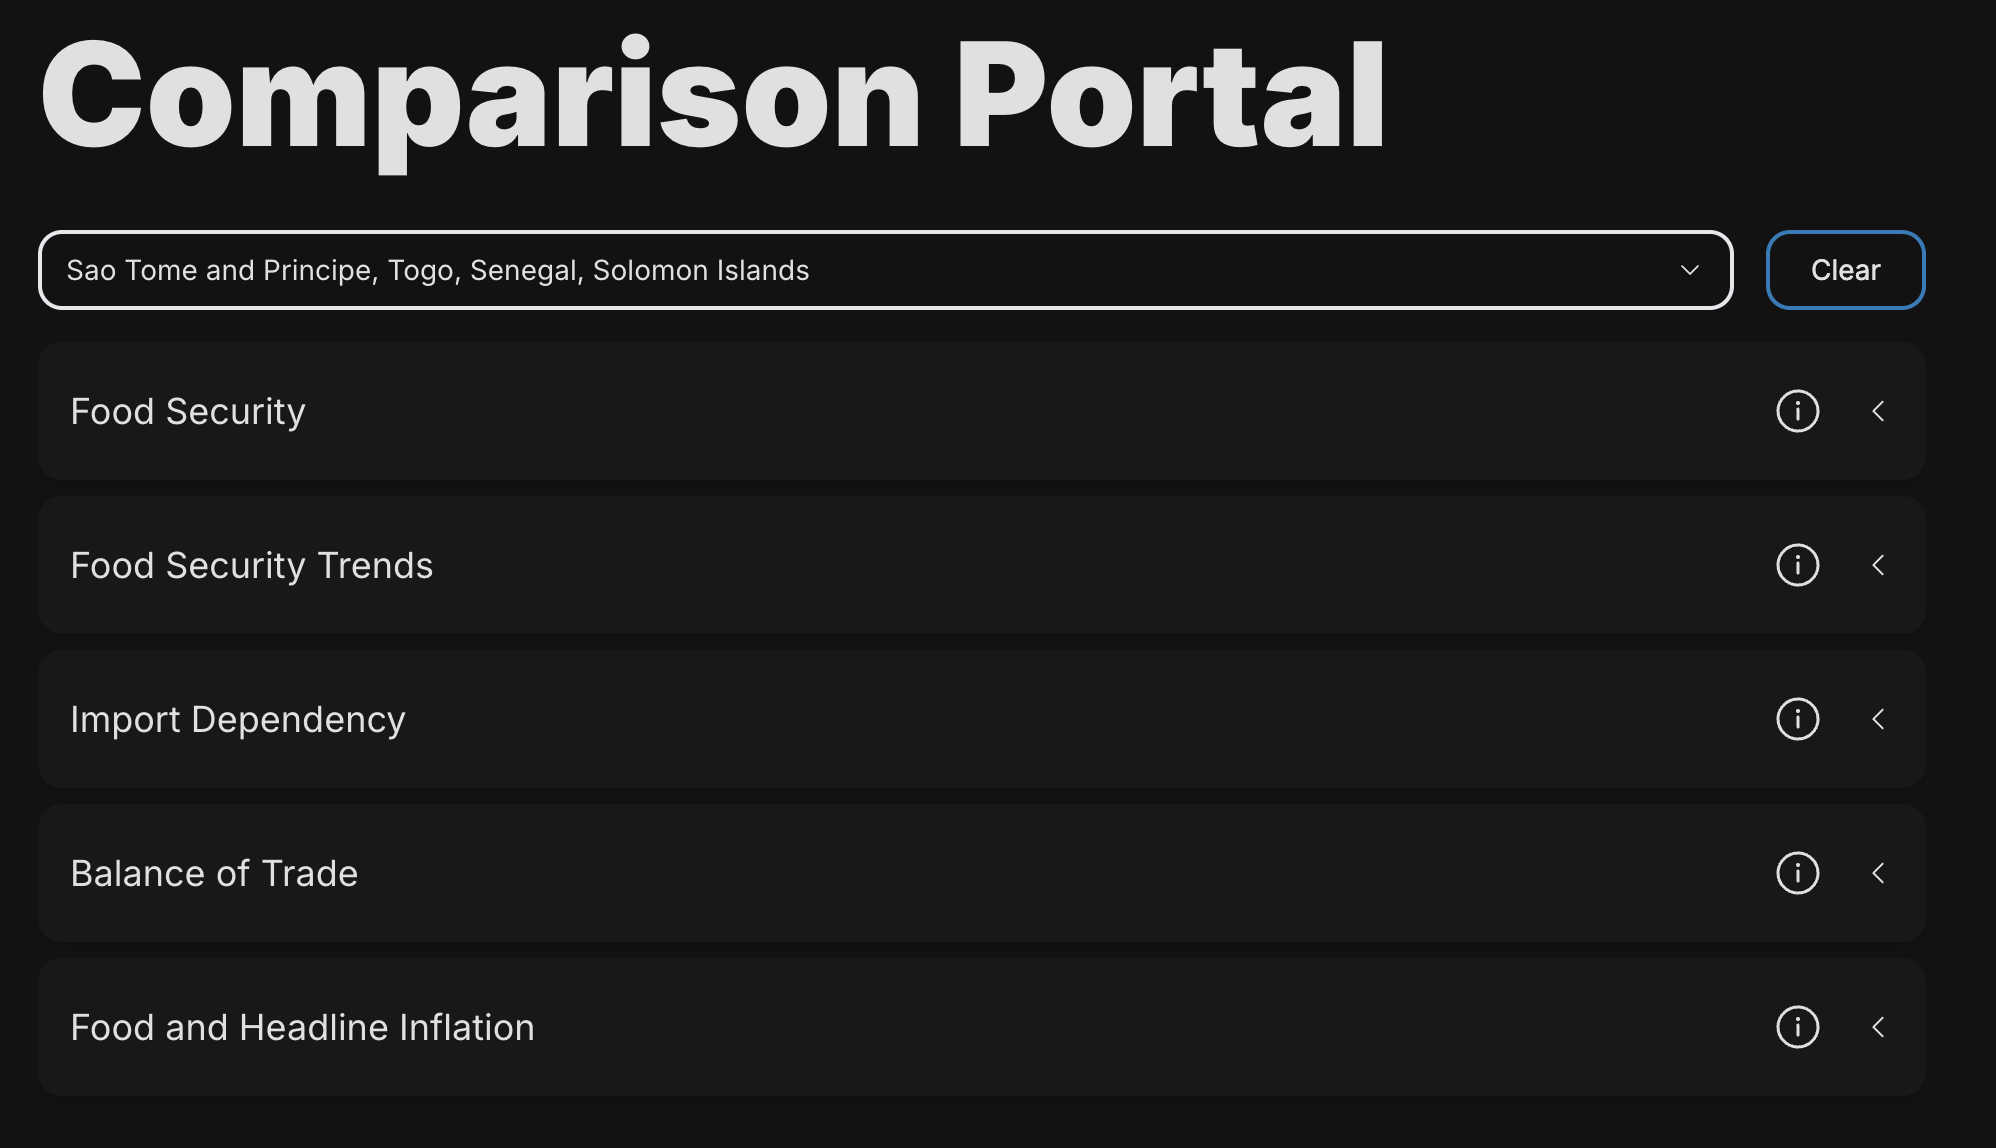 Comparison Portal
Sao Tome and Principe, Togo, Senegal, Solomon Islands
Clear
Food Security
Food Security Trends
Import Dependency
Balance of Trade
Food and Headline Inflation